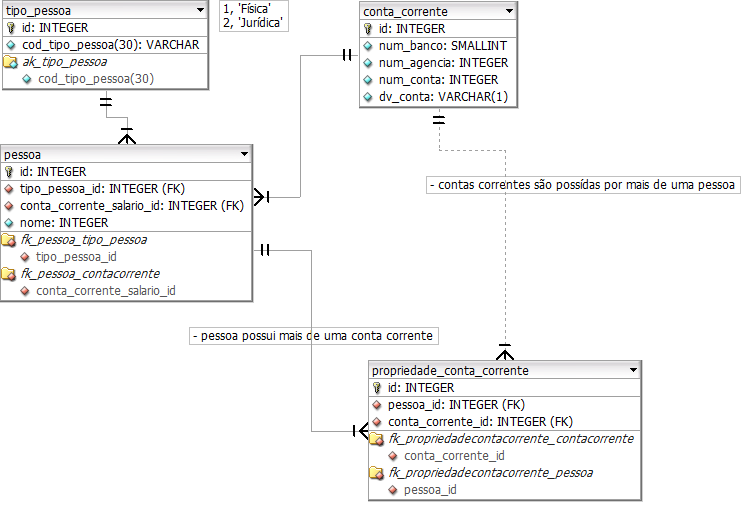 tipo_pessoa
id: INTEGER
cod_tipo_pessoa(30): VARCHAR
ak_tipo_pessoa
cod_tipo_pessoa(30)
1, 'Física'
2, 'Jurídica'
conta_corrente
id: INTEGER
num_banco: SMALLINT
num_agencia: INTEGER
num_conta: INTEGER
dv_conta: VARCHAR(1)
pessoa
id: INTEGER
tipo_pessoa_id: INTEGER (FK)
conta_corrente_salario_id: INTEGER (FK)
nome: INTEGER
fk_pessoa_tipo_pessoa
tipo_pessoa_id
fk_pessoa_contacorrente
conta_corrente_salario_id
- contas correntes são possídas por mais de uma pessoa
- pessoa possui mais de uma conta corrente
propriedade_conta_corrente
id: INTEGER
pessoa_id: INTEGER (FK)
conta_corrente_id: INTEGER (FK)
fk_propriedadecontacorrente_contacorrente
conta_corrente_id
fk_propriedadecontacorrente_pessoa
pessoa_id